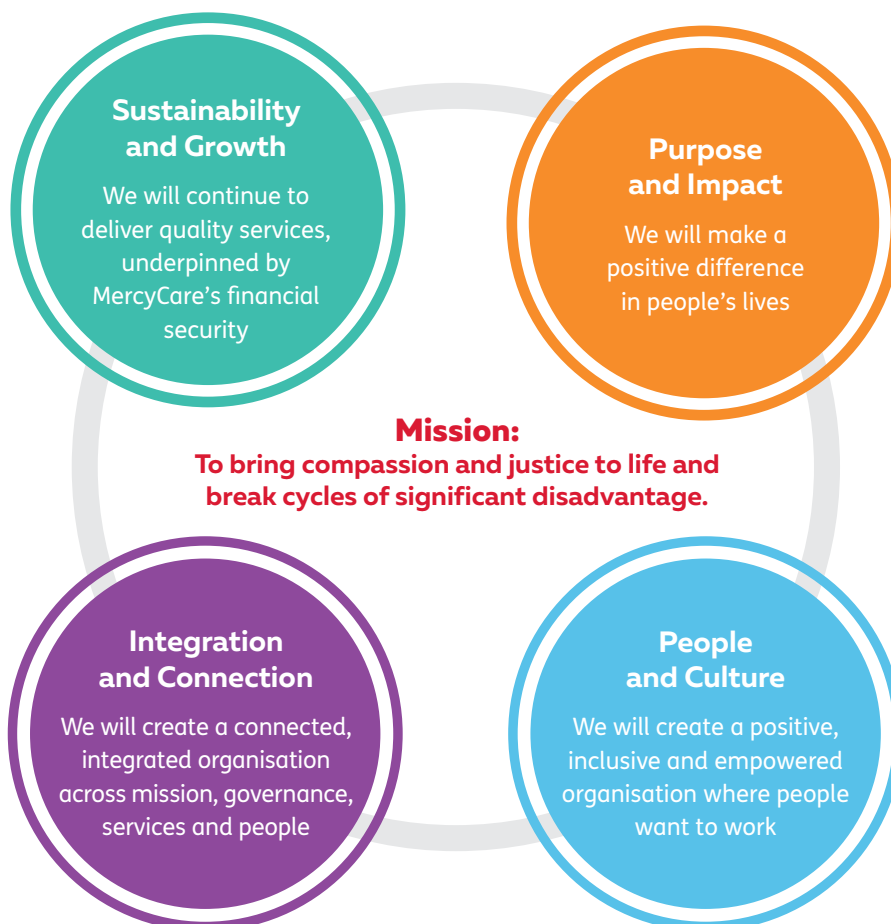 Sustainability
and Growth
We will continue to
deliver quality services,
underpinned by
MercyCare’s financial
security
Purpose
and Impact
We will make a
positive difference
in people’s lives
Mission:
To bring compassion and justice to life and
break cycles of significant disadvantage.
Integration
and Connection
We will create a connected,
integrated organisation
across mission, governance,
services and people
People
and Culture
We will create a positive,
inclusive and empowered
organisation where people
want to work